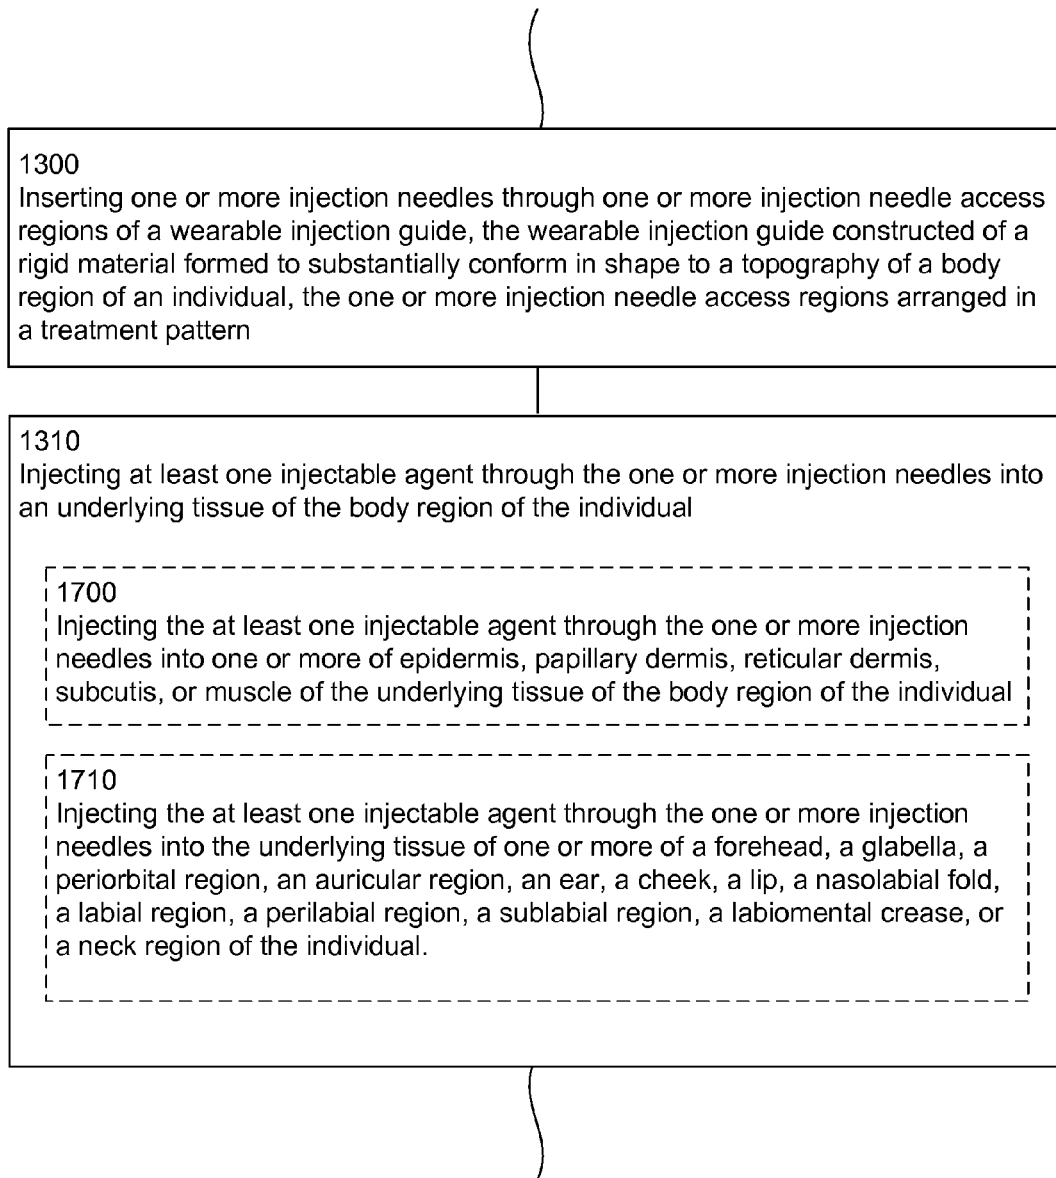 1300
Inserting one or more injection needles through one or more injection needle access
regions of a wearable injection guide, the wearable injection guide constructed of a
rigid material formed to substantially conform in shape to a topography of a body
region of an individual, the one or more injection needle access regions arranged in
a treatment pattern
1310
Injecting at least one injectable agent through the one or more injection needles into
an underlying tissue of the body region of the individual
1700
Injecting the at least one injectable agent through the one or more injection
needles into one or more of epidermis, papillary dermis, reticular dermis,
subcutis, or muscle of the underlying tissue of the body region of the individual
1710
Injecting the at least one injectable agent through the one or more injection
needles into the underlying tissue of one or more of a forehead, a glabella, a
periorbital region, an auricular region, an ear, a cheek, a lip, a nasolabial fold,
a labial region, a perilabial region, a sublabial region, a labiomental crease, or
a neck region of the individual.